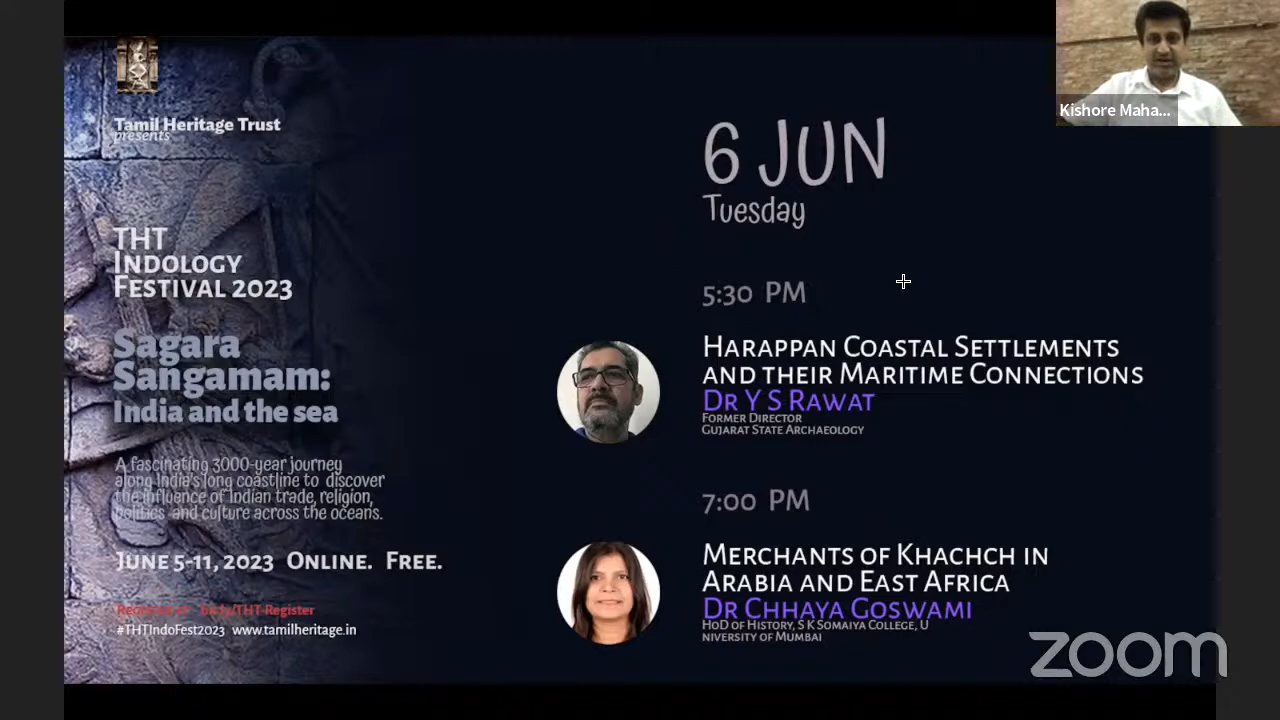 Tamil Heritage Trust
presents
THT
INDOLOGY
FESTIVAL 2023
Sagara
Sangamam:
India and the sea
A fascinating 3000-year journey
along India's long coastline to discover
the influence of Indian trade, religion,
politics and culture across the oceans.
JUNE 5-11, 2023 ONLINE. FREE.
bit.ly/THT-Register
#THTIndoFest2023 www.tamilheritage.in
6 JUN
Tuesday
5:30 PM
HARAPPAN COASTAL SETTLEMENTS
AND THEIR MARITIME CONNECTIONS
DR Y S RAWAT
FORMER DIRECTOR
GUJARAT STATE ARCHAEOLOGY
7:00 PM
MERCHANTS OF KHACHCH IN
ARABIA AND EAST AFRICA
DR CHHAYA GOSWAMI
HOD OF HISTORY, S K SOMAIYA COLLEGE, U
NIVERSITY OF MUMBAI
Kishore Maha...
zoom